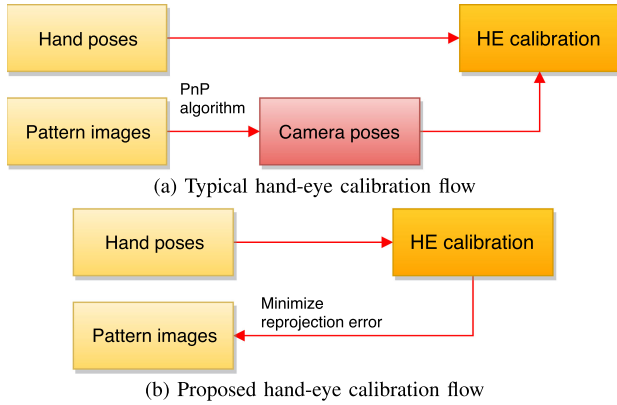 Hand poses
HE calibration
PnP
algorithm
Pattern images
Camera poses
(a) Typical hand-eye calibration flow
Hand poses
HE calibration
Minimize
reprojection error
Pattern images
(b) Proposed hand-eye calibration flow